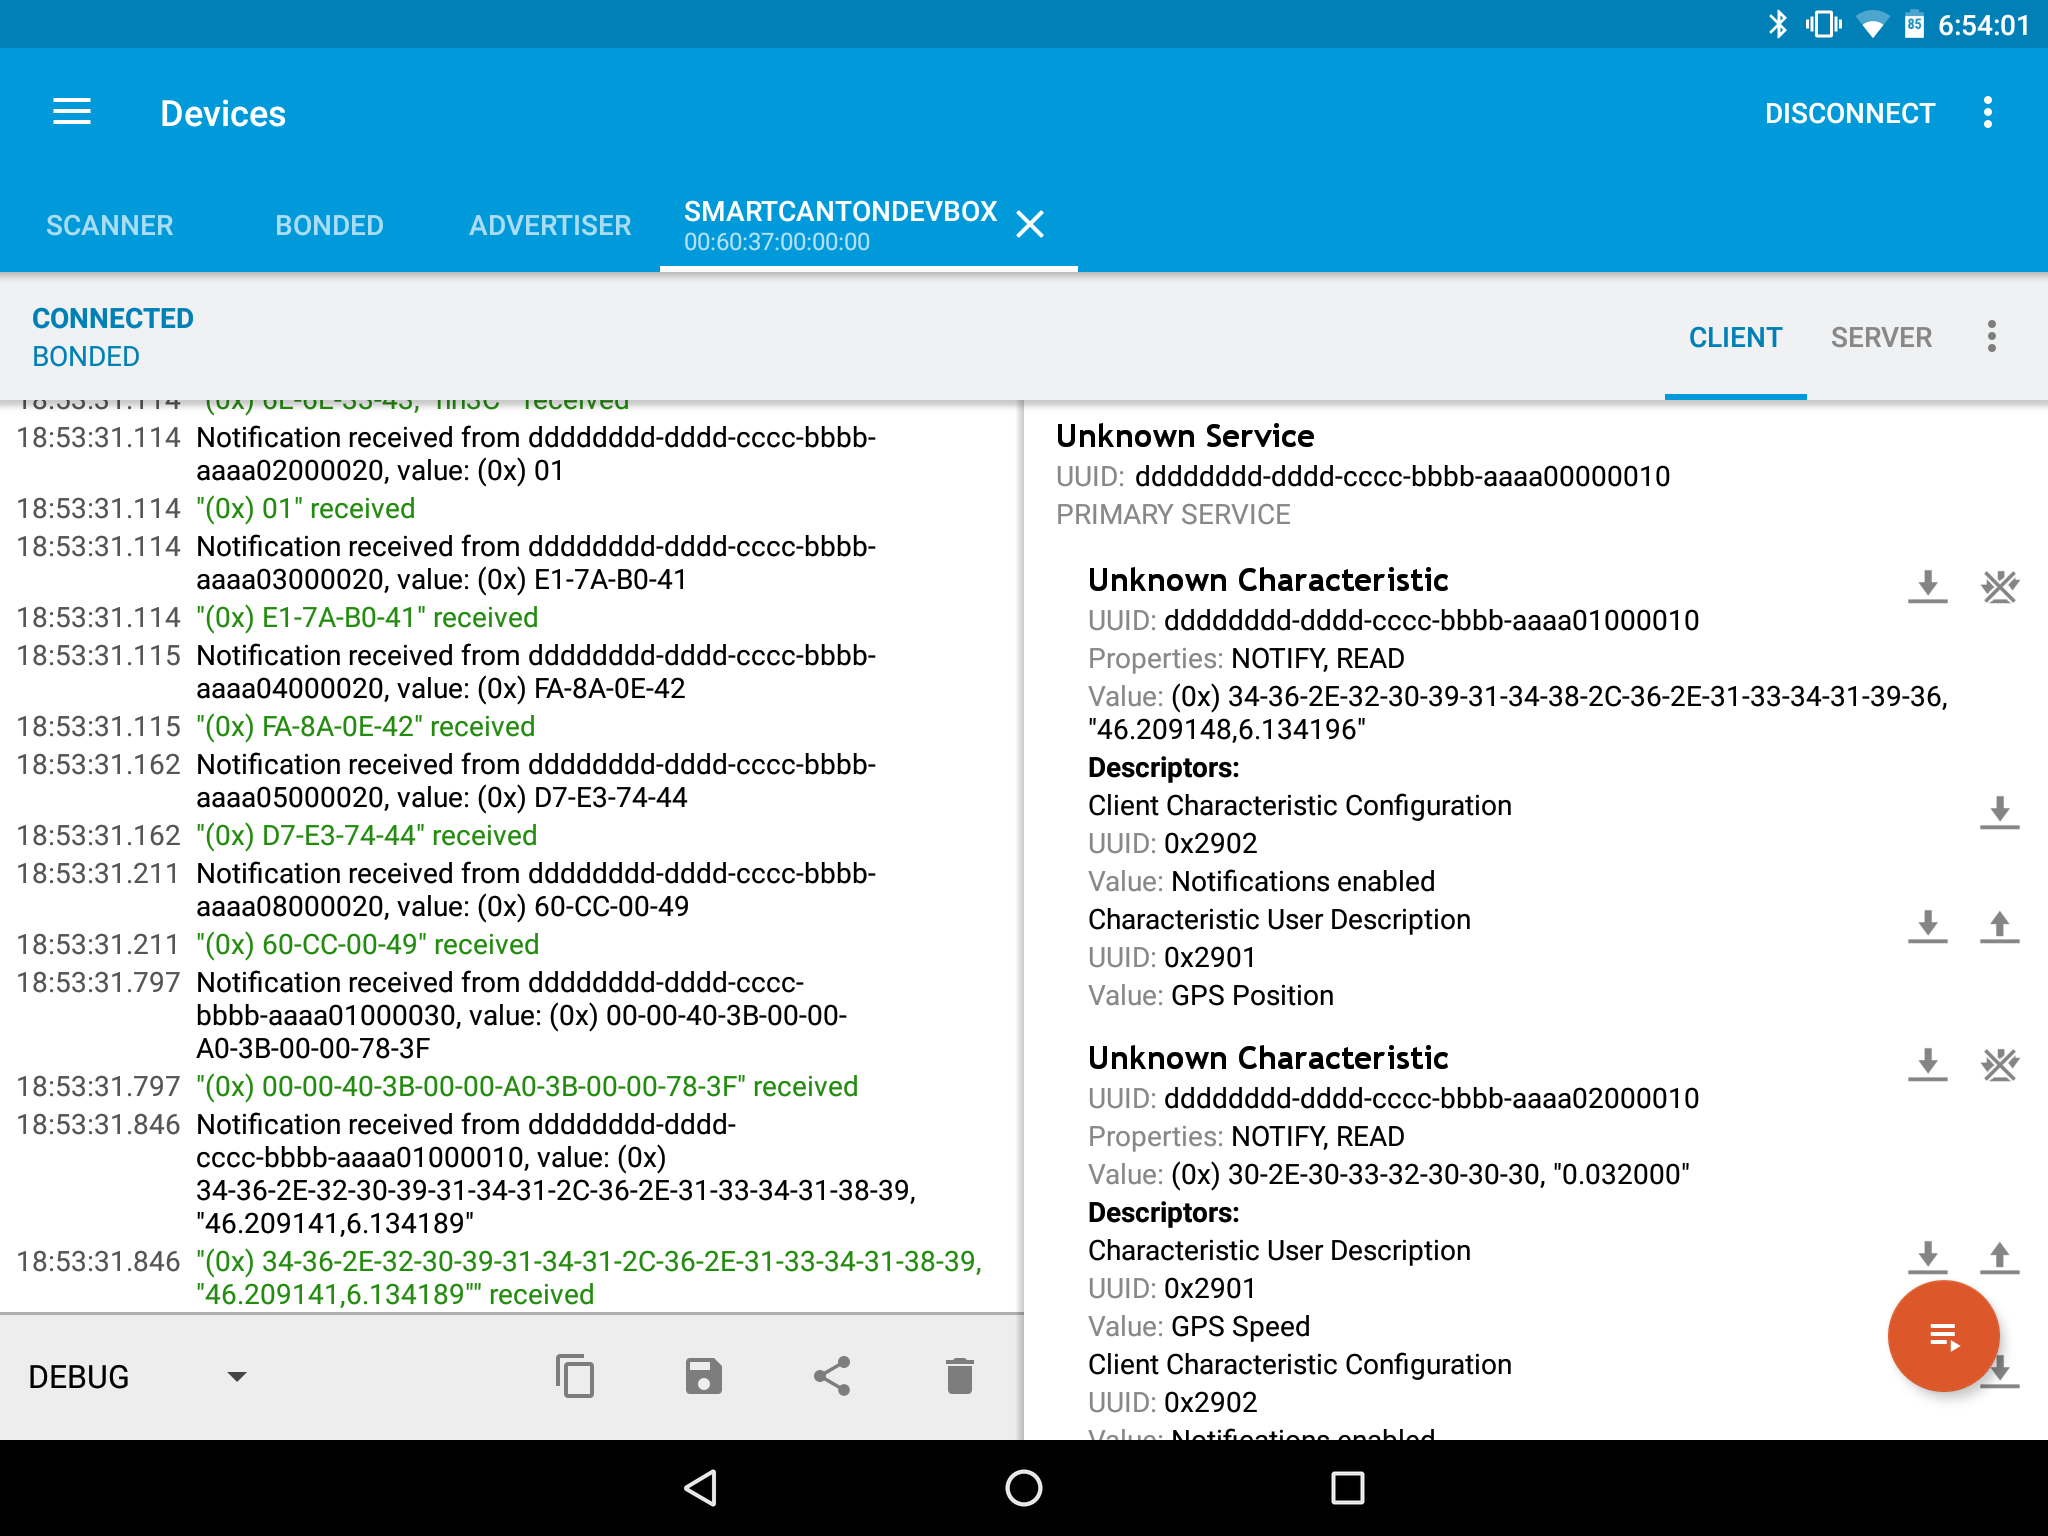 85 6:54:01
Devices
DISCONNECT
SCANNER
BONDED
ADVERTISER
SMARTCANTONDEVBOX
00:60:37:00:00:00
CONNECTED
BONDED
CLIENT
SERVER
18:53:31.114 "(0x) 6E-6E-33-43, "nn3C"" received
18:53:31.114 Notification received from dddddddd-dddd-cccc-bbbb-
aaaa02000020, value: (0x) 01
18:53:31.114 "(0x) 01" received
18:53:31.114 Notification received from dddddddd-dddd-cccc-bbbb-
aaaa03000020, value: (0x) E1-7A-B0-41
18:53:31.114 "(0x) E1-7A-B0-41" received
18:53:31.115 Notification received from dddddddd-dddd-cccc-bbbb-
aaaa04000020, value: (0x) FA-8A-0E-42
18:53:31.115 "(0x) FA-8A-0E-42" received
18:53:31.162 Notification received from dddddddd-dddd-cccc-bbbb-
aaaa05000020, value: (0x) D7-E3-74-44
18:53:31.162 "(0x) D7-E3-74-44" received
18:53:31.211 Notification received from dddddddd-dddd-cccc-bbbb-
aaaa08000020, value: (0x) 60-CC-00-49
18:53:31.211 "(0x) 60-CC-00-49" received
18:53:31.797 Notification received from dddddddd-dddd-cccc-
bbbb-aaaa01000030, value: (0x) 00-00-40-3B-00-00-
A0-3B-00-00-78-3F
18:53:31.797 "(0x) 00-00-40-3B-00-00-A0-3B-00-00-78-3F" received
18:53:31.846 Notification received from dddddddd-dddd-
cccc-bbbb-aaaa01000010, value: (0x)
34-36-2E-32-30-39-31-34-31-2C-36-2E-31-33-34-31-38-39,
"46.209141,6.134189"
18:53:31.846 "(0x) 34-36-2E-32-30-39-31-34-31-2C-36-2E-31-33-34-31-38-39,
"46.209141,6.134189"" received
DEBUG
Unknown Service
UUID: dddddddd-dddd-cccc-bbbb-aaaa00000010
PRIMARY SERVICE
Unknown Characteristic
UUID: dddddddd-dddd-cccc-bbbb-aaaa01000010
Properties: NOTIFY, READ
Value: (0x) 34-36-2E-32-30-39-31-34-38-2C-36-2E-31-33-34-31-39-36,
"46.209148,6.134196"
Descriptors:
Client Characteristic Configuration
UUID: 0x2902
Value: Notifications enabled
Characteristic User Description
UUID: 0x2901
Value: GPS Position
Unknown Characteristic
UUID: dddddddd-dddd-cccc-bbbb-aaaa02000010
Properties: NOTIFY, READ
Value: (0x) 30-2E-30-33-32-30-30-30, "0.032000"
Descriptors:
Characteristic User Description
UUID: 0x2901
Value: GPS Speed
Client Characteristic Configuration
UUID: 0x2902
Value: Notifications enabled